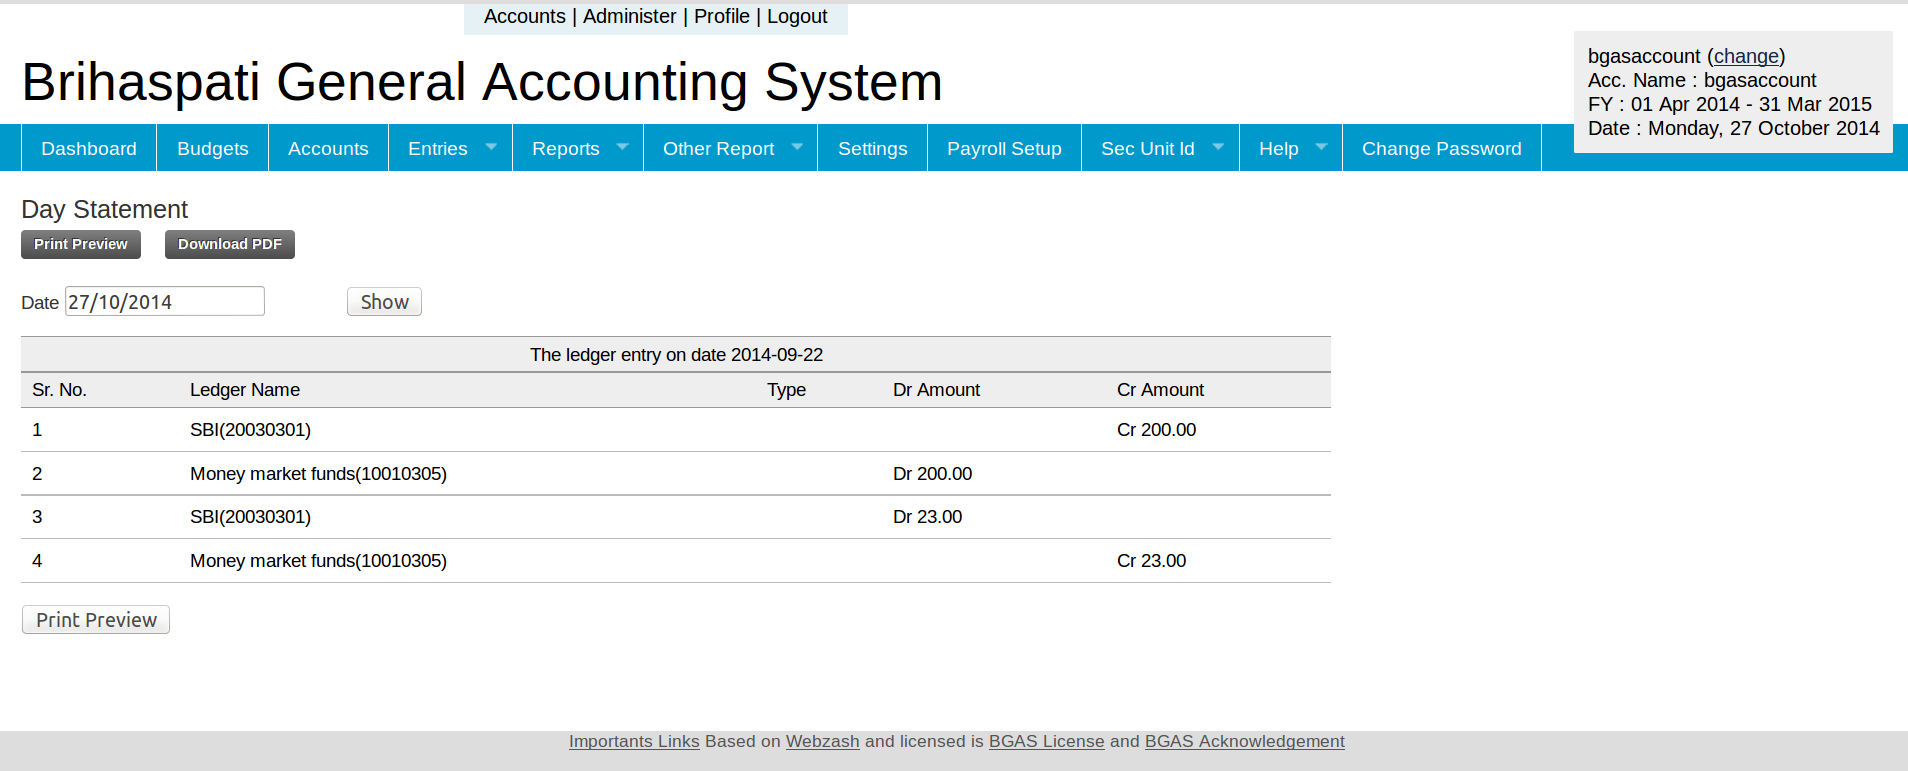 Accounts | Administer | Profile | Logout
Brihaspati General Accounting System
bgasaccount (change)
Acc. Name : bgasaccount
FY : 01 Apr 2014 - 31 Mar 2015
Date : Monday, 27 October 2014
Dashboard Budgets Accounts Entries Reports Other Report Settings Payroll Setup Sec Unit Id Help Change Password
Day Statement
Print Preview Download PDF
Date 27/10/2014 Show
The ledger entry on date 2014-09-22
Sr. No. Ledger Name Type Dr Amount Cr Amount
1 SBI(20030301) Cr 200.00
2 Money market funds(10010305) Dr 200.00
3 SBI(20030301) Dr 23.00
4 Money market funds(10010305) Cr 23.00
Print Preview
Importants Links Based on Webzash and licensed is BGAS License and BGAS Acknowledgement